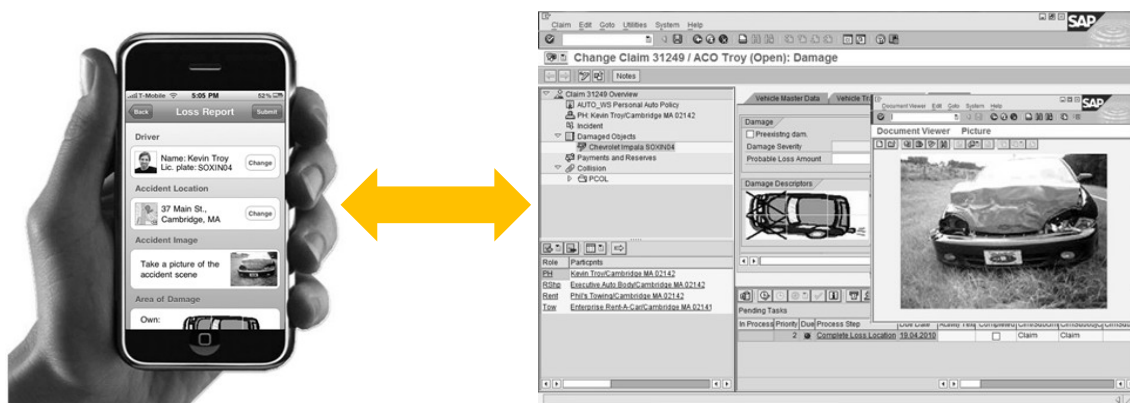 T-Mobile 5:05 PM 52%
Back Loss Report Submit
Driver
Name: Kevin Troy
Lic. plate: SOXIN04
Change
Accident Location
37 Main St.,
Cambridge, MA
Change
Accident Image
Take a picture of the
accident scene
Area of Damage
Own:
Claim Edit Goto Utilities System Help
SAP
Change Claim 31249 / ACO Troy (Open): Damage
Notes
Claim 31249 Overview
AUTO_WS Personal Auto Policy
PH: Kevin Troy/Cambridge MA 02142
Incident
Damaged Objects
Chevrolet Impala SOXIN04
Payments and Reserves
Collision
PCOL
Role Particpnts
PH Kevin Troy/Cambridge MA 02142
RShp Executive Auto Body/Cambridge MA 02142
Rent Phil's Towing/Cambridge MA 02142
Tow Enterprise Rent-A-Car/Cambridge MA 02141
Vehicle Master Data Vehicle
Damage
Preexisting dam.
Damage Severity
Probable Loss Amount
Damage Descriptors
Document Viewer Edit Goto System Help
SAP
Document Viewer Picture
Pending Tasks
In Process Priority Due Process Step Due Date Activity Completed
2 Complete Loss Location 19.04.2010 Claim Claim